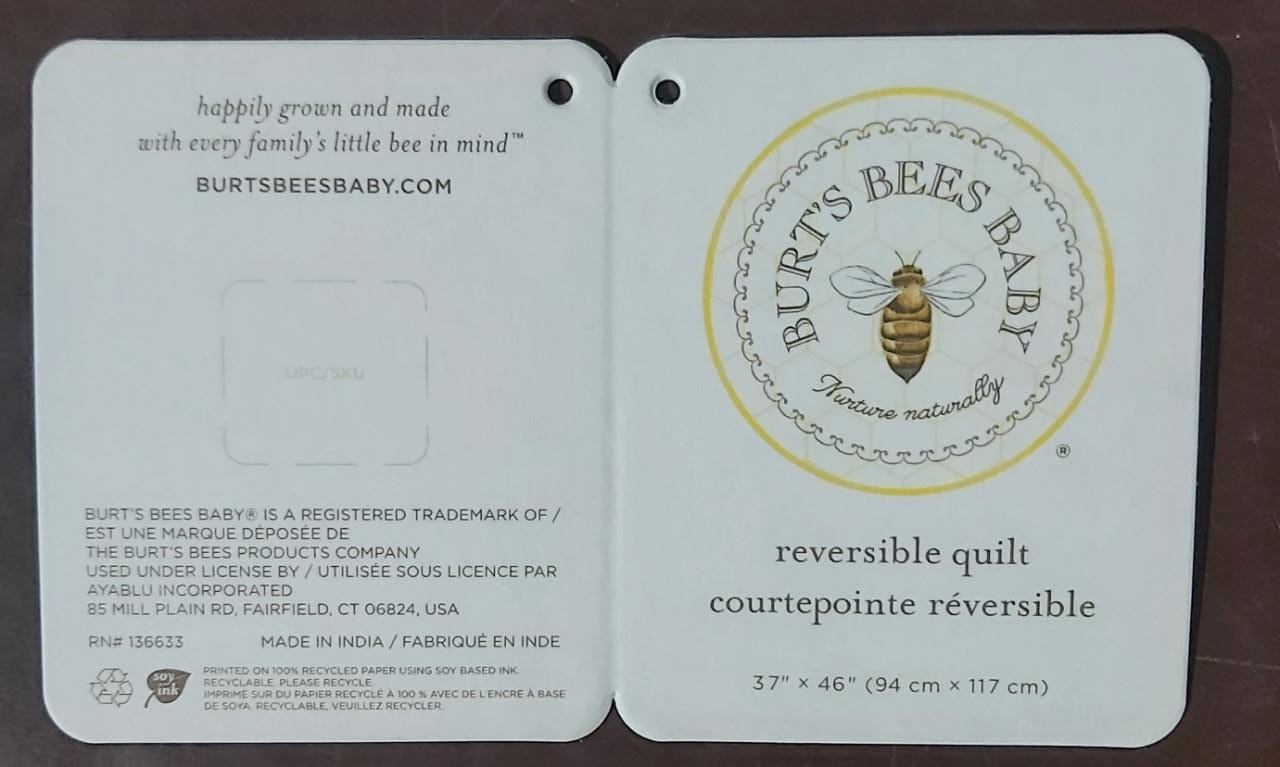 happily grown and made
with every family's little bee in mind™
BURTSBEESBABY.COM
UPC/SKU
BURT'S BEES BABY® IS A REGISTERED TRADEMARK OF /
EST UNE MARQUE DÉPOSÉE DE
THE BURT'S BEES PRODUCTS COMPANY
USED UNDER LICENSE BY / UTILISÉE SOUS LICENCE PAR
AYABLU INCORPORATED
85 MILL PLAIN RD, FAIRFIELD, CT 06824, USA
RN# 136633 MADE IN INDIA / FABRIQUÉ EN INDE
soy
ink
PRINTED ON 100% RECYCLED PAPER USING SOY BASED INK.
RECYCLABLE. PLEASE RECYCLE.
IMPRIMÉ SUR DU PAPIER RECYCLÉ À 100 % AVEC DE L'ENCRE À BASE
DE SOYA. RECYCLABLE, VEUILLEZ RECYCLER.
BURT'S BEES BABY
Nurture naturally
®
reversible quilt
courtepointe réversible
37" × 46" (94 cm × 117 cm)